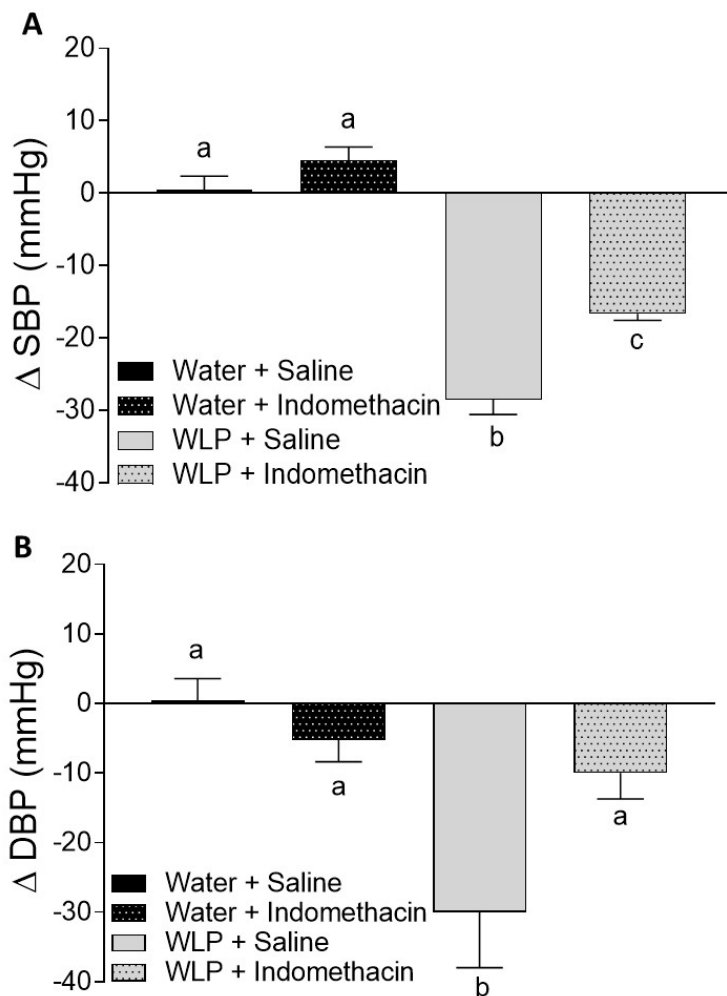 A
20
10
0
-10
-20
-30
-40
Δ SBP (mmHg)
a
a
b
c
Water + Saline
Water + Indomethacin
WLP + Saline
WLP + Indomethacin
B
20
10
0
-10
-20
-30
-40
Δ DBP (mmHg)
a
a
b
a
Water + Saline
Water + Indomethacin
WLP + Saline
WLP + Indomethacin